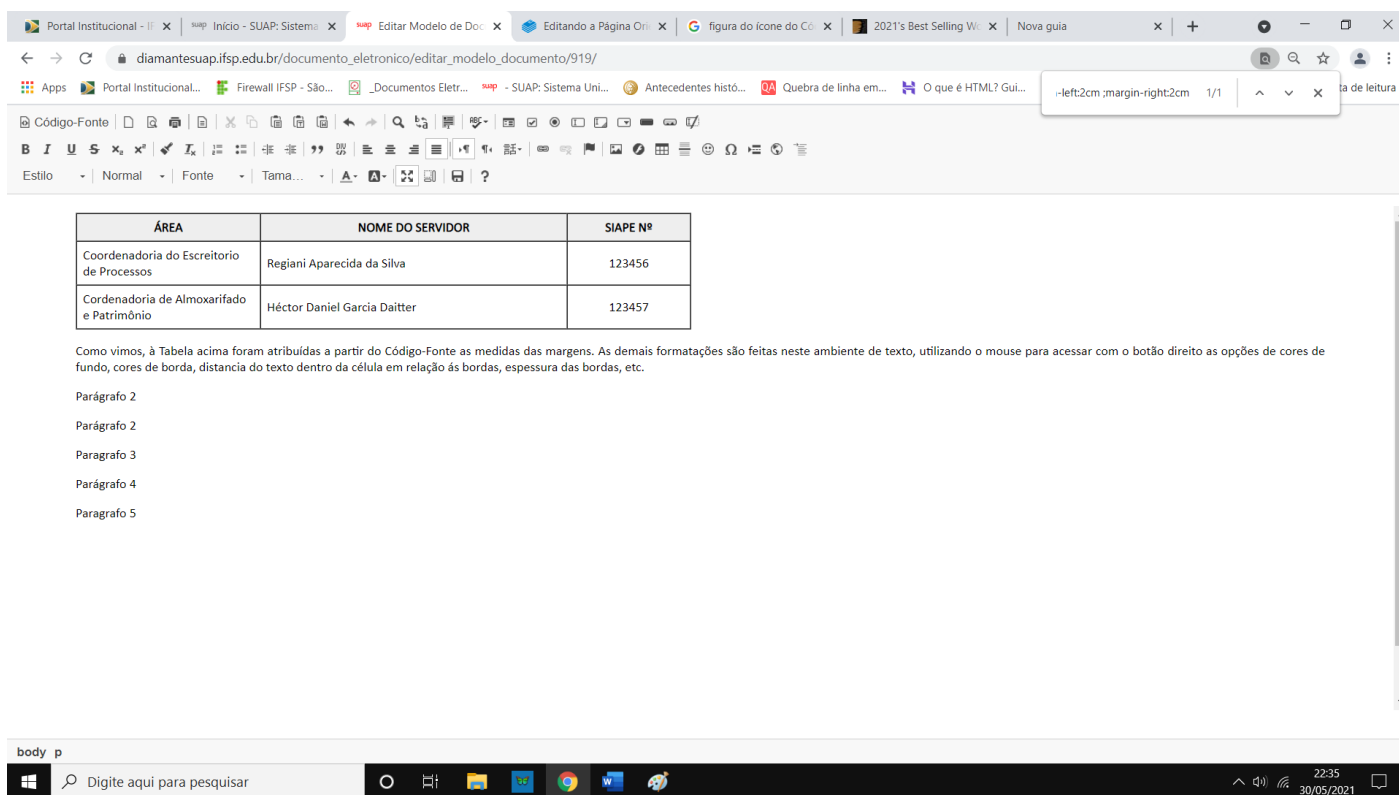 Portal Institucional - IF
Início - SUAP: Sistema
Editar Modelo de Doc
Editando a Página Ori
figura do ícone do Có
2021's Best Selling Wo
Nova guia
diamantesuap.ifsp.edu.br/documento_eletronico/editar_modelo_documento/919/
Apps
Portal Institucional...
Firewall IFSP - São...
_Documentos Eletr...
suap - SUAP: Sistema Uni...
Antecedentes histó...
QA Quebra de linha em...
O que é HTML? Gui...
-left:2cm ;margin-right:2cm 1/1
ta de leitura
Código-Fonte
Estilo Normal Fonte Tama... ?
ÁREA NOME DO SERVIDOR SIAPE Nº
Coordenadoria do Escreitorio
de Processos
Regiani Aparecida da Silva
123456
Cordenadoria de Almoxarifado
e Patrimônio
Héctor Daniel Garcia Daitter
123457
Como vimos, à Tabela acima foram atribuídas a partir do Código-Fonte as medidas das margens. As demais formatações são feitas neste ambiente de texto, utilizando o mouse para acessar com o botão direito as opções de cores de
fundo, cores de borda, distancia do texto dentro da célula em relação ás bordas, espessura das bordas, etc.
Parágrafo 2
Parágrafo 2
Paragrafo 3
Parágrafo 4
Paragrafo 5
body p
Digite aqui para pesquisar
22:35
30/05/2021